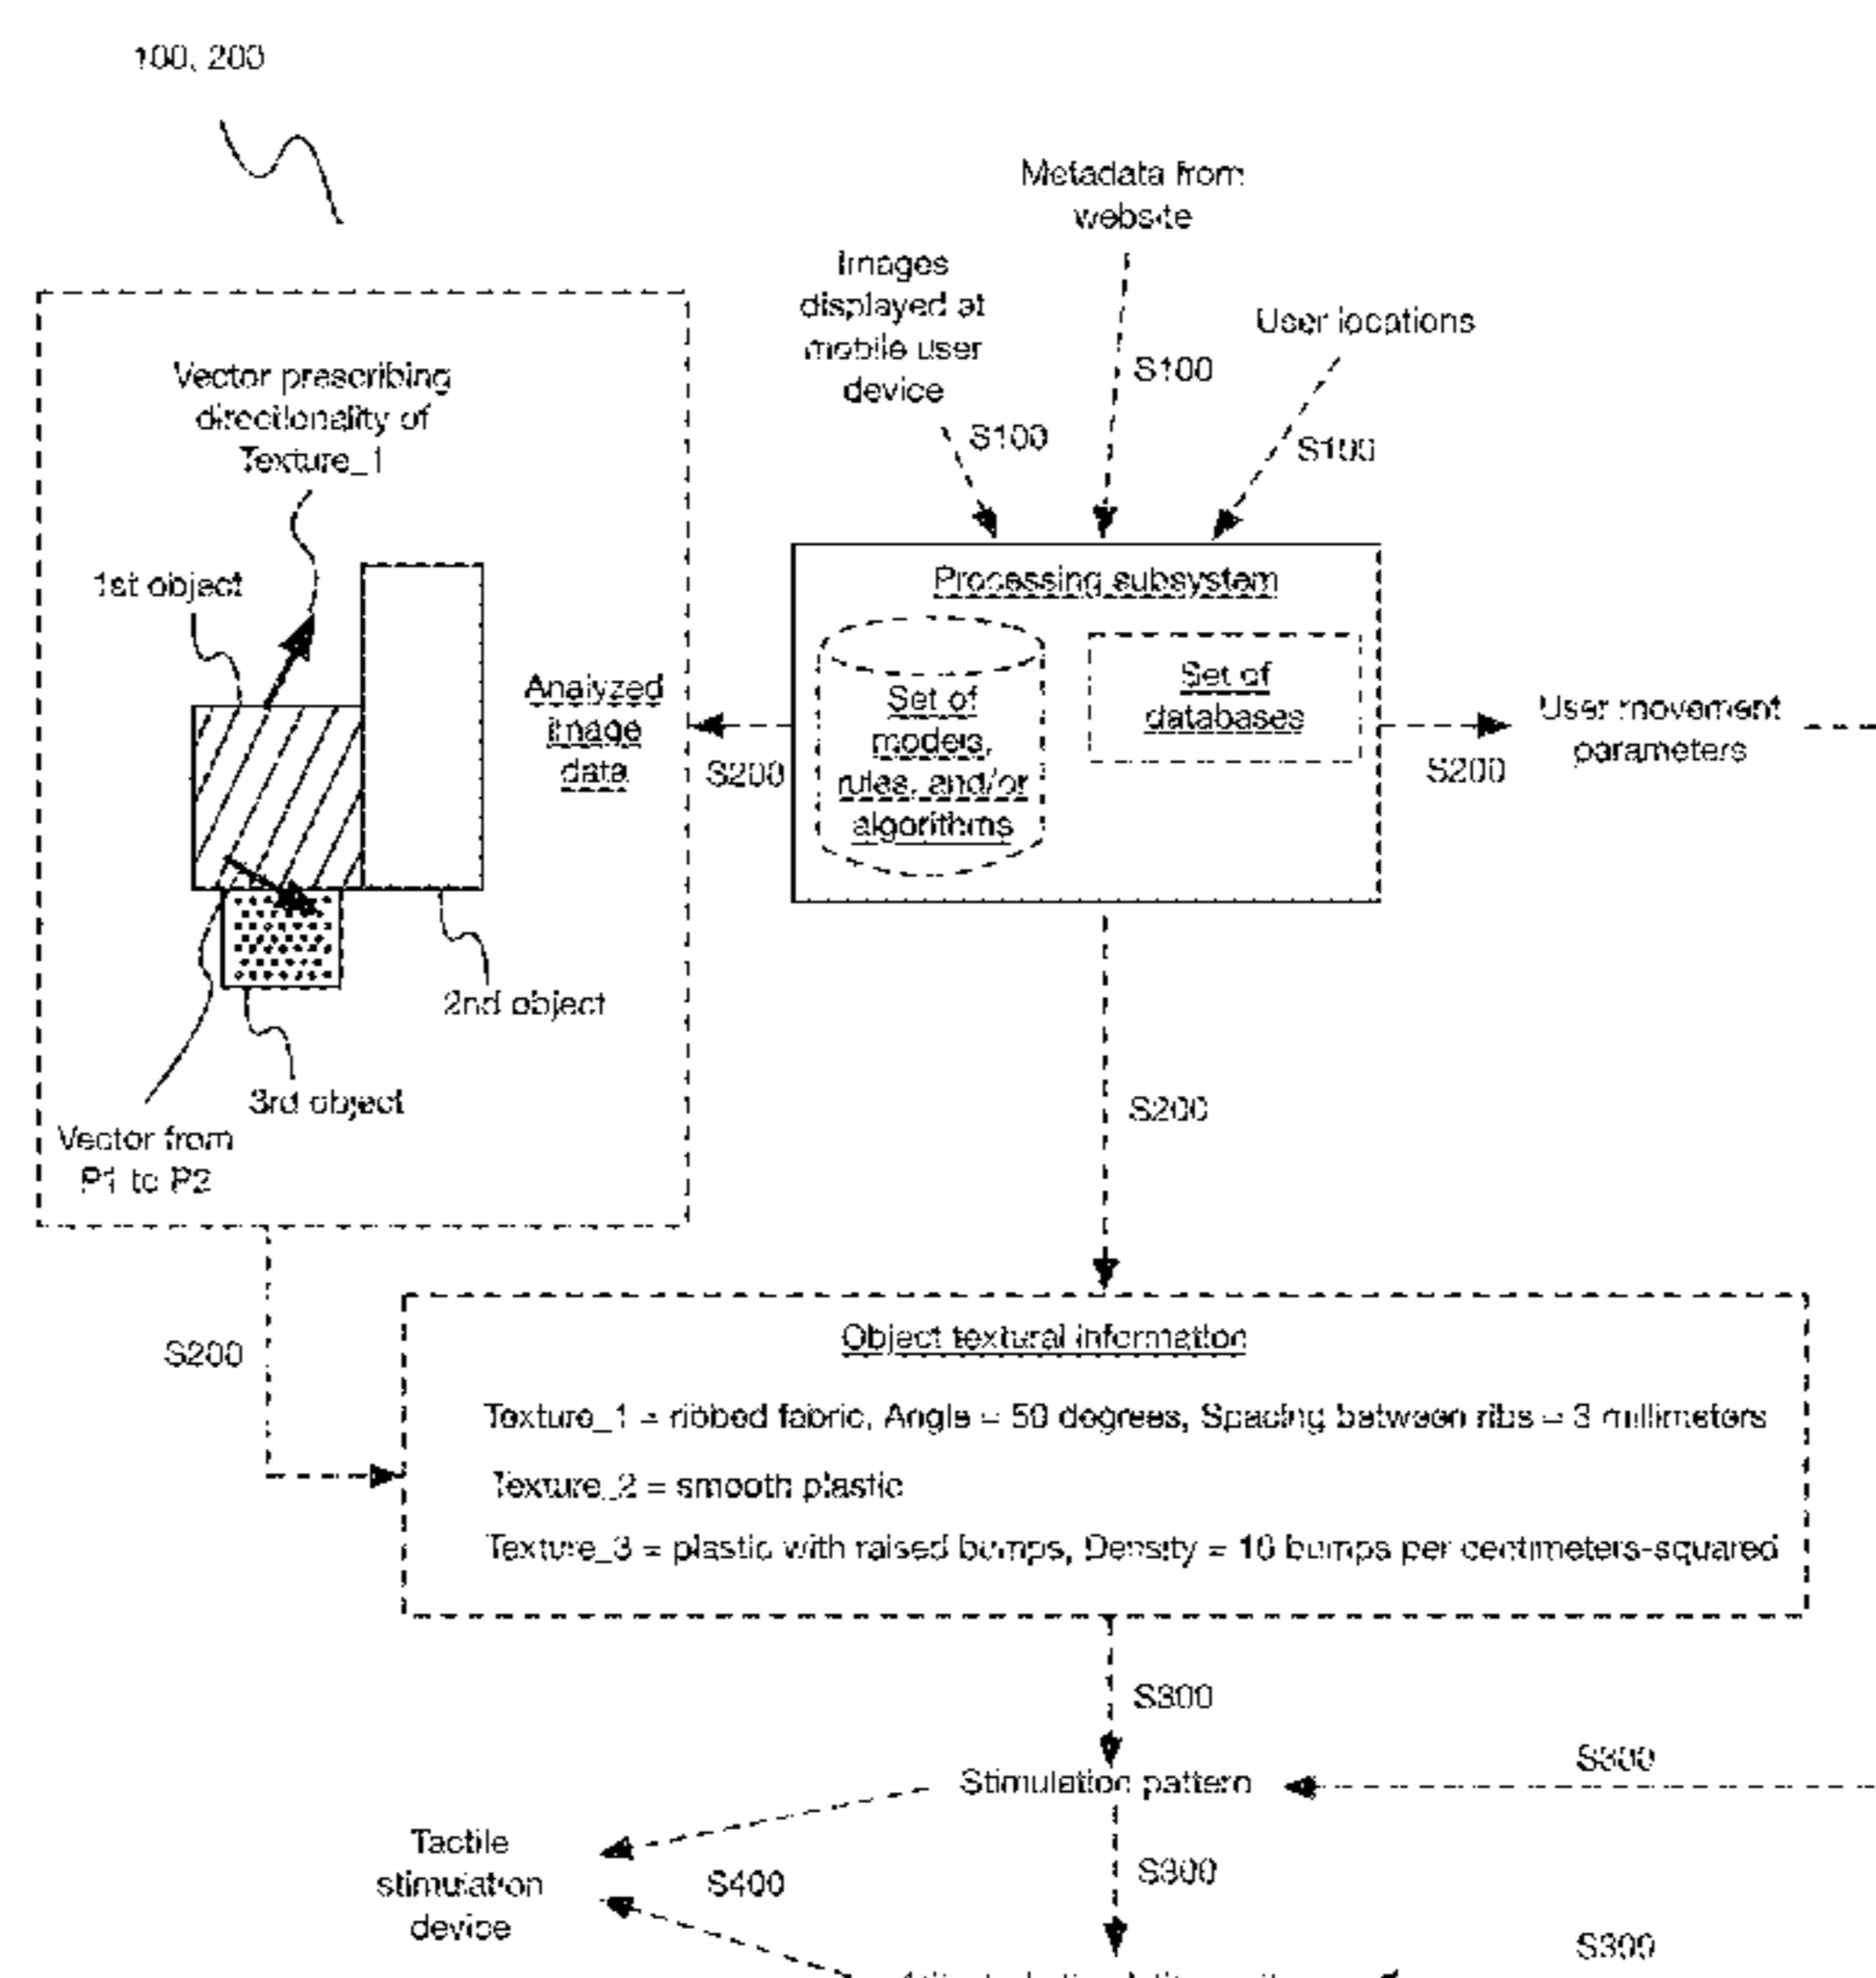 100, 200
Metadata from
website
Images
displayed at
mobile user
device
User locations
S100
S100
S100
Vector prescribing
directionality of
Texture_1
1st object
Analyzed
image
data
2nd object
3rd object
Vector from
P1 to P2
S200
Processing subsystem
Set of
models,
rules, and/or
algorithms
Set of
databases
S200
User movement
parameters
S200
S200
Object textural information
Texture_1 = ribbed fabric, Angle = 50 degrees, Spacing between ribs = 3 millimeters
Texture_2 = smooth plastic
Texture_3 = plastic with raised bumps, Density = 10 bumps per centimeters-squared
S300
Stimulation pattern
S300
Tactile
stimulation
device
S400
S300
S300